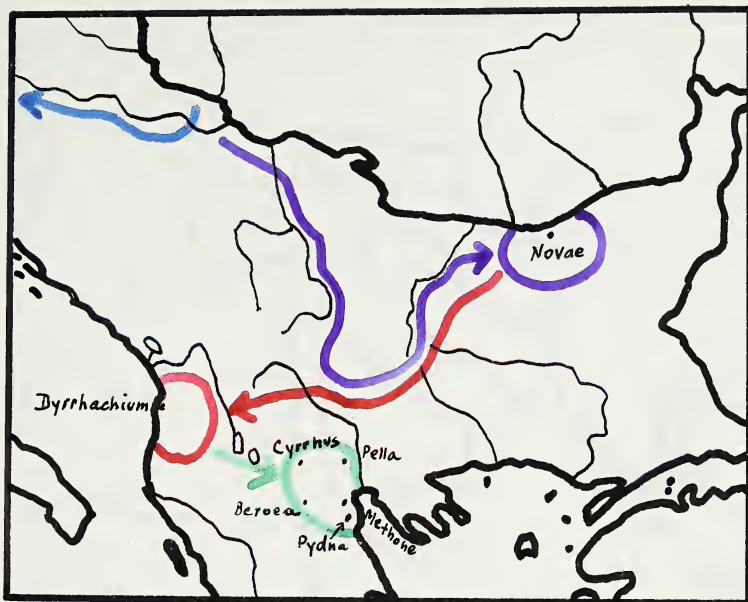 Novae
Dyrrhachium
Cyrrhus
Pella
Beroea
Methone
Pydna